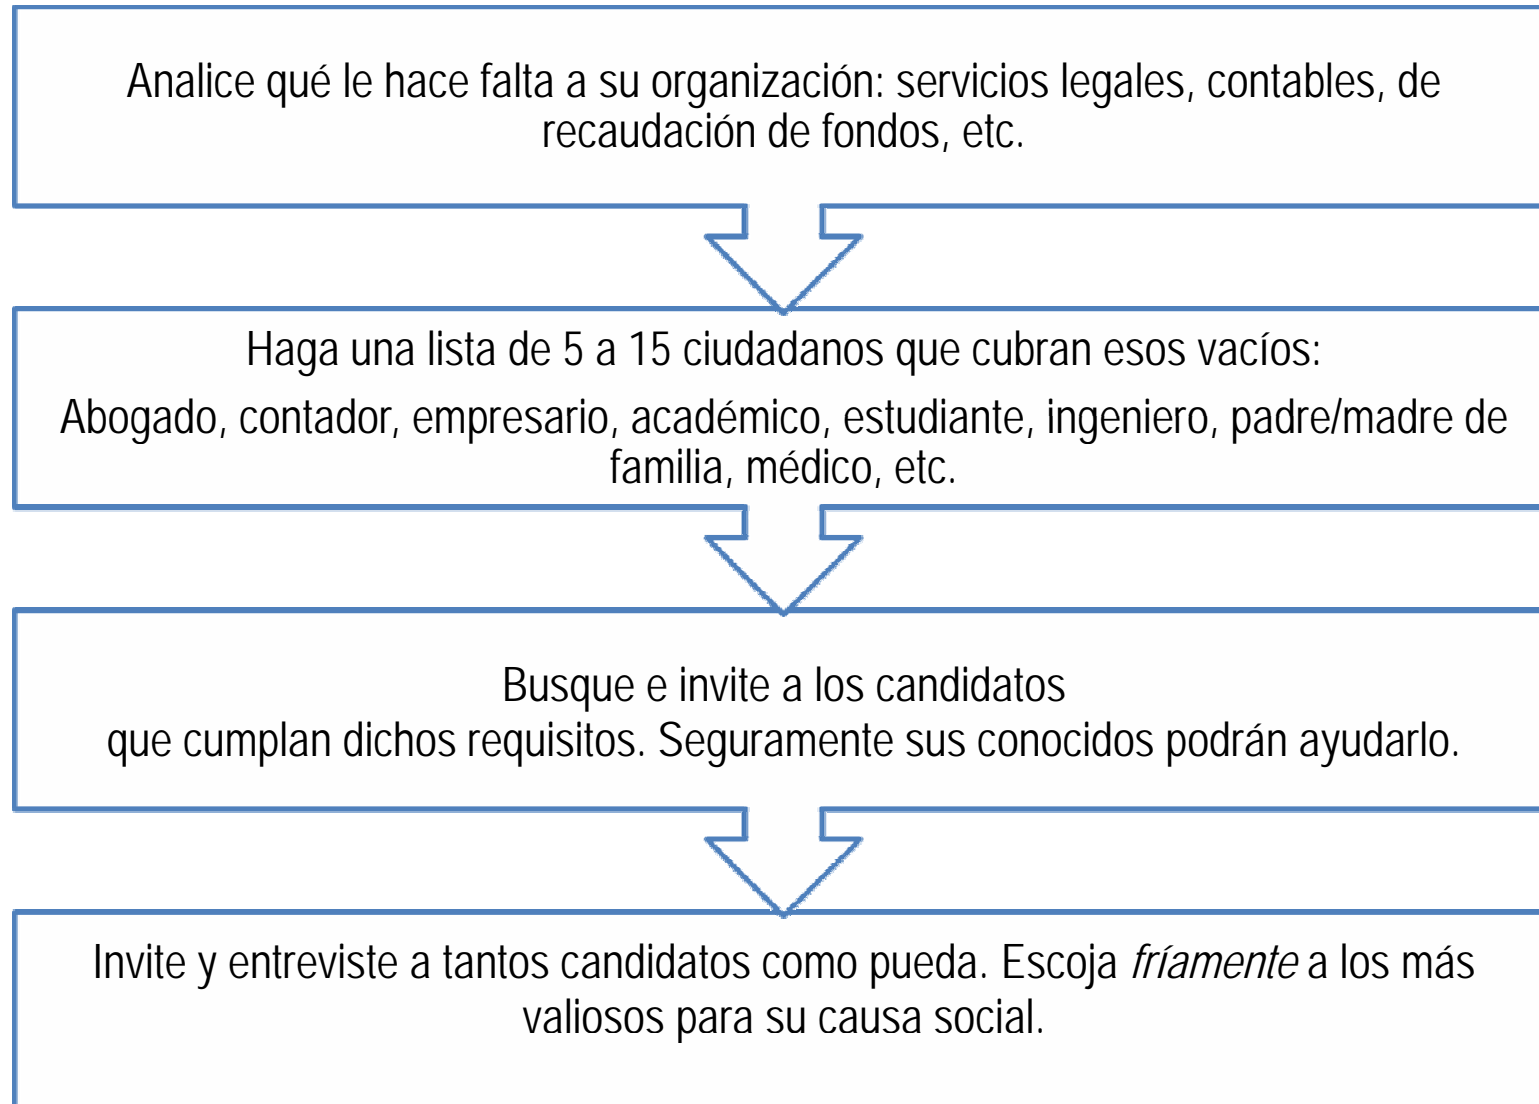 Analice qué le hace falta a su organización: servicios legales, contables, de
recaudación de fondos, etc.
Haga una lista de 5 a 15 ciudadanos que cubran esos vacíos:
Abogado, contador, empresario, académico, estudiante, ingeniero, padre/madre de
familia, médico, etc.
Busque e invite a los candidatos
que cumplan dichos requisitos. Seguramente sus conocidos podrán ayudarlo.
Invite y entreviste a tantos candidatos como pueda. Escoja fríamente a los más
valiosos para su causa social.